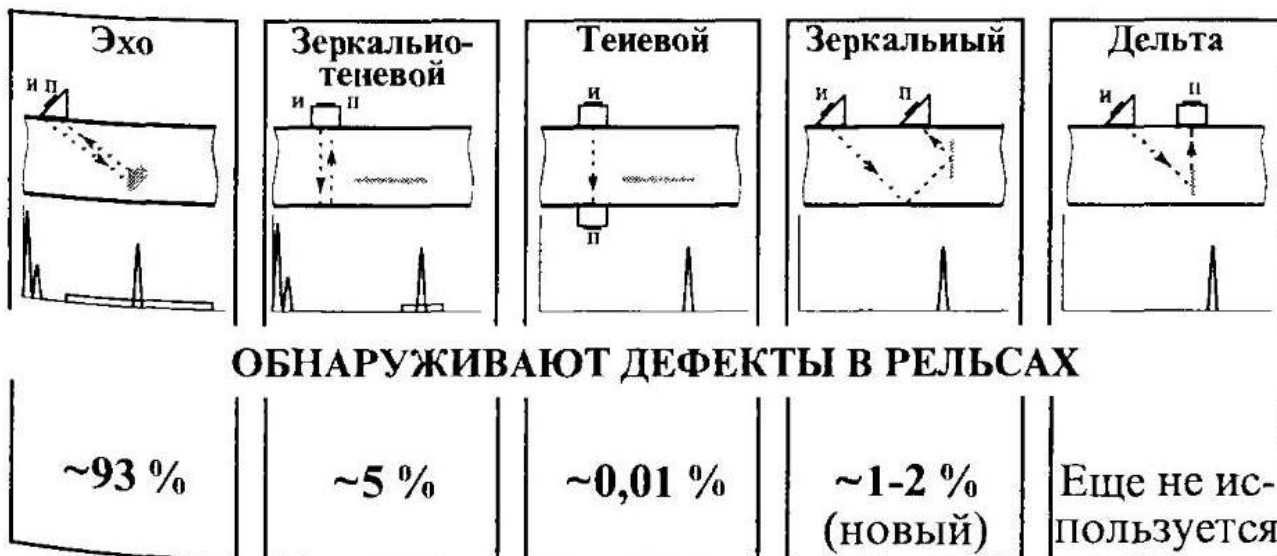 Эхо
Зеркально-
теневой
Теневой
Зеркальный
Дельта
и п
и п
и
п
и п
и п
ОБНАРУЖИВАЮТ ДЕФЕКТЫ В РЕЛЬСАХ
~93 %
~5 %
~0,01 %
~1-2 %
(новый)
Еще не ис-
пользуется